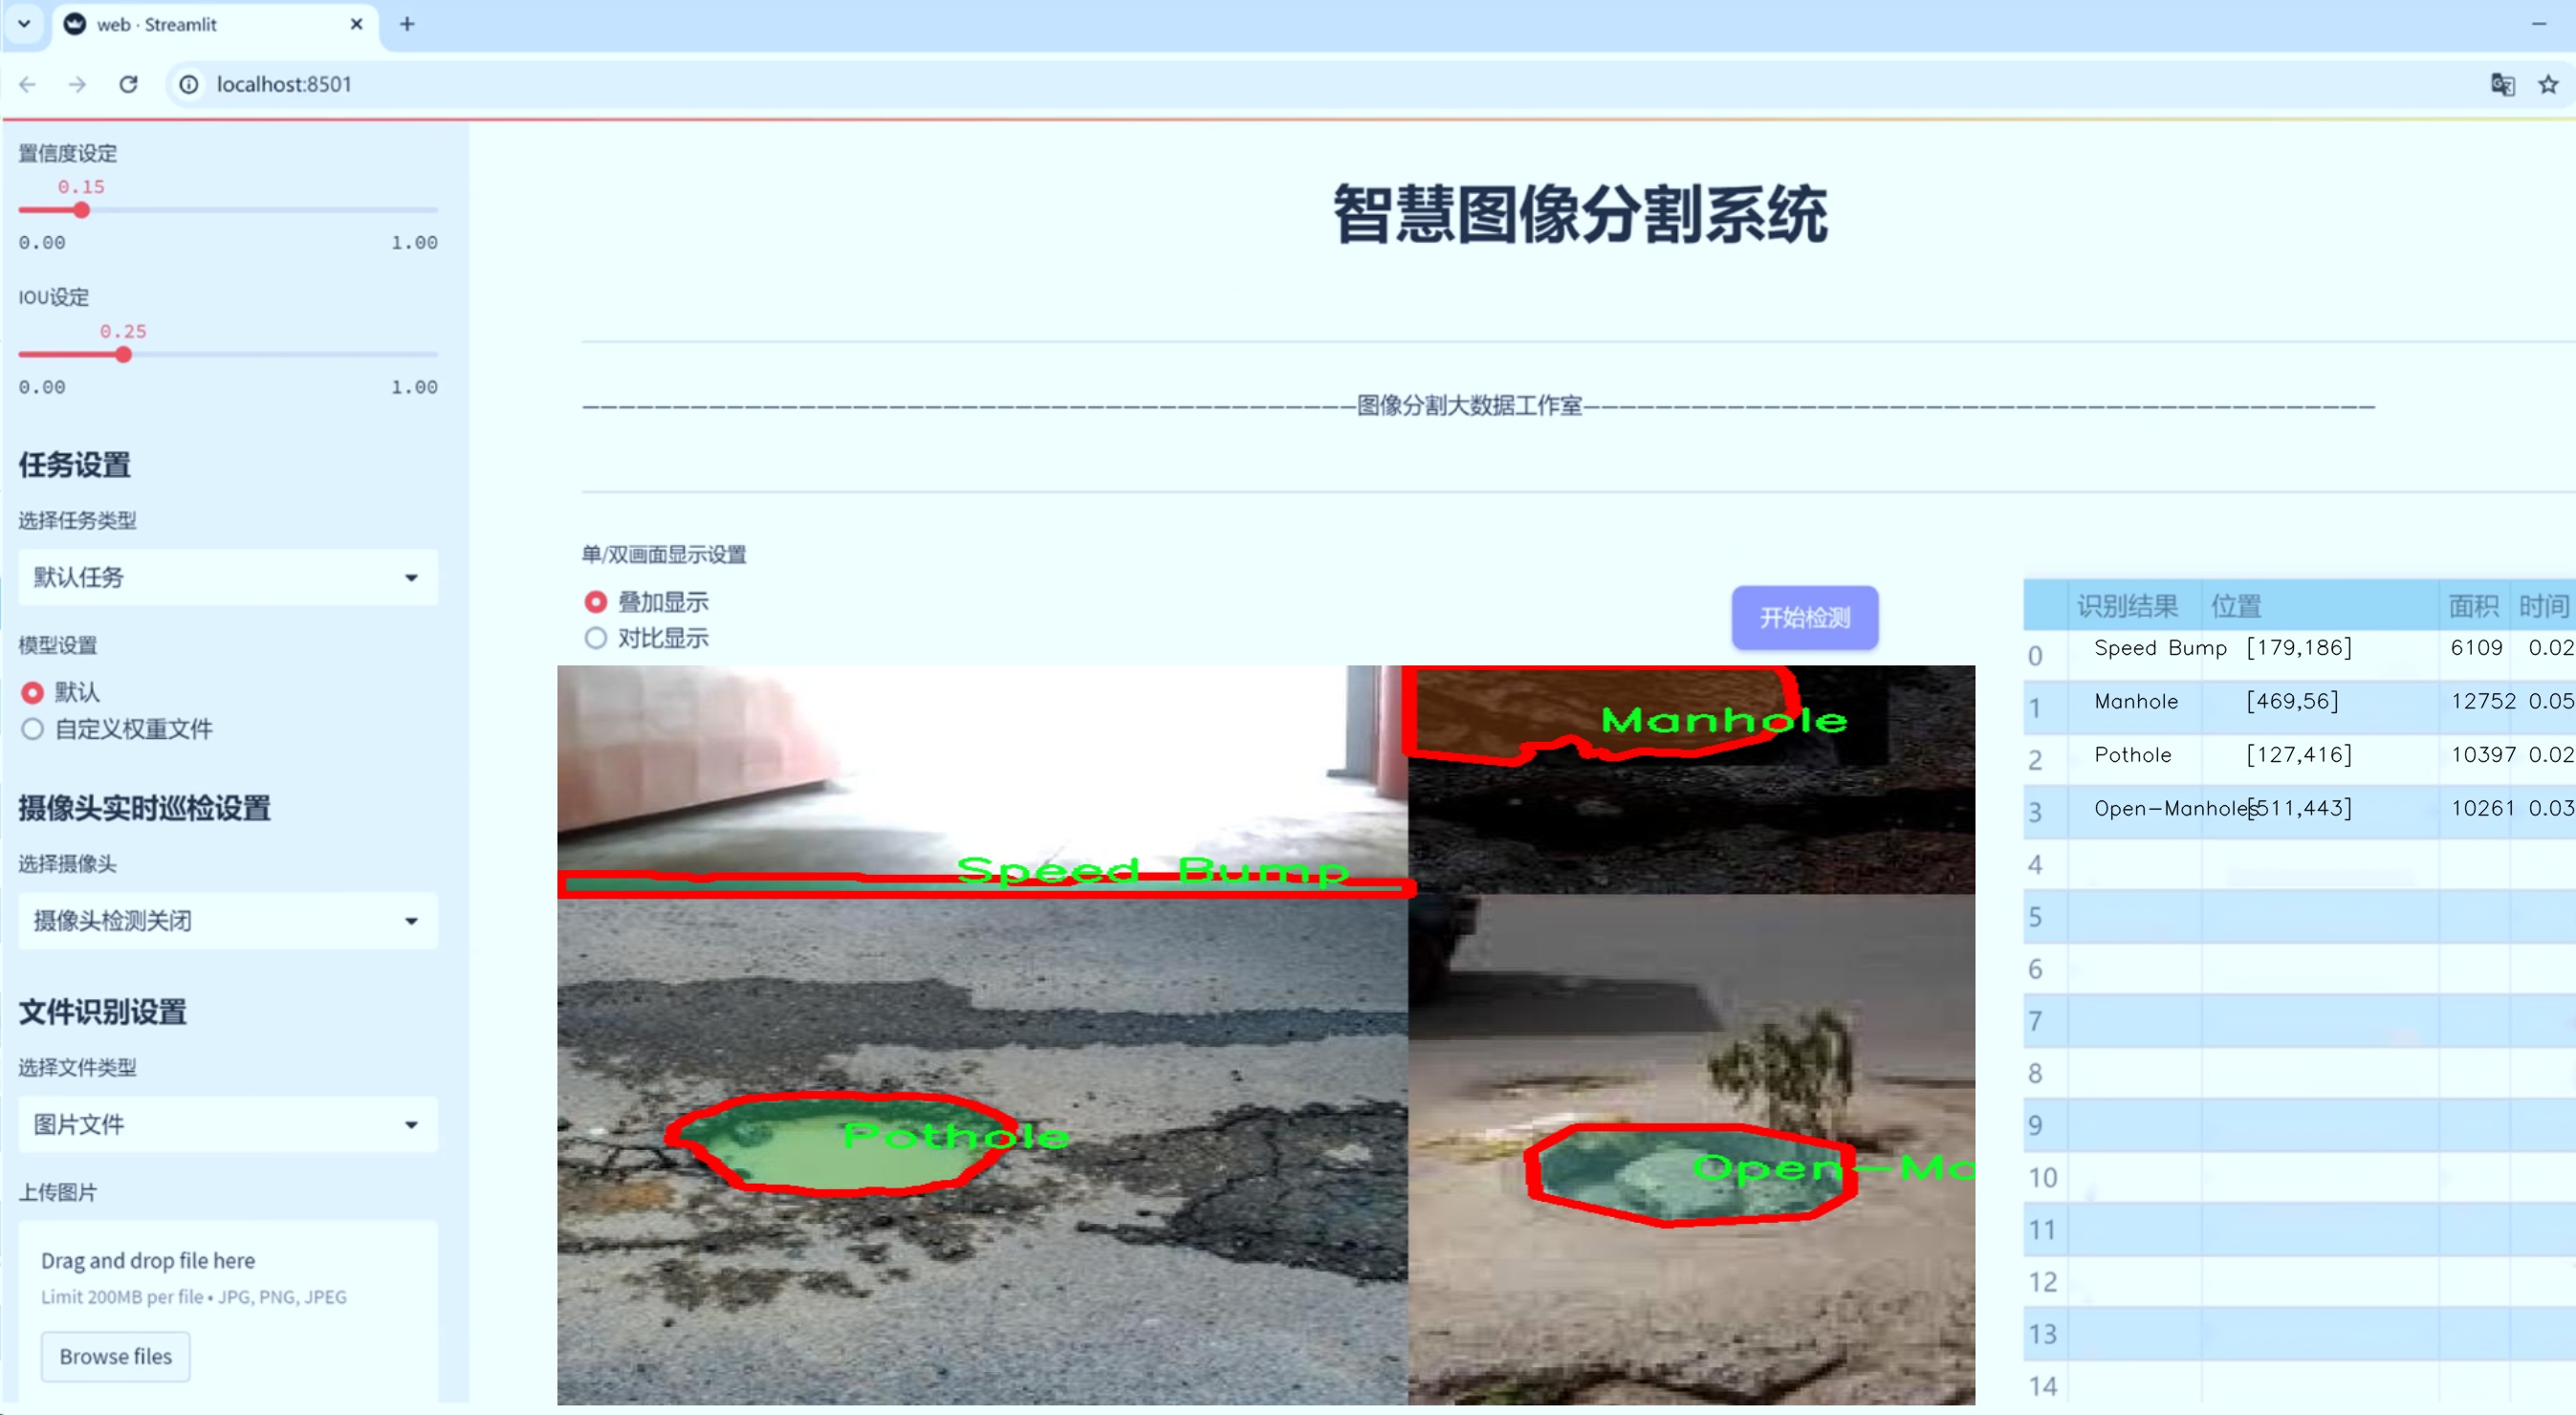 web · Streamlit
localhost:8501
置信度设定
0.15
0.00 1.00
IOU设定
0.25
0.00 1.00
任务设置
选择任务类型
默认任务
模型设置
默认
自定义权重文件
摄像头实时巡检设置
选择摄像头
摄像头检测关闭
文件识别设置
选择文件类型
图片文件
上传图片
Drag and drop file here
Limit 200MB per file • JPG, PNG, JPEG
Browse files
智慧图像分割系统
图像分割大数据工作室
单/双画面显示设置
叠加显示
对比显示
开始检测
Manhole
Speed Bump
Pothole
Open-Ma
识别结果 位置 面积 时间
0 Speed Bump [179,186] 6109 0.02
1 Manhole [469,56] 12752 0.05
2 Pothole [127,416] 10397 0.02
3 Open-Manholes [511,443] 10261 0.03
4
5
6
7
8
9
10
11
12
13
14